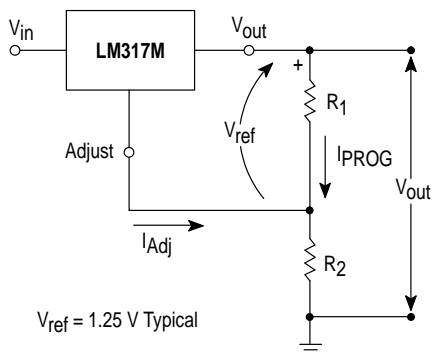 Vin
LM317M
Vout
+
R1
Vref
Adjust
IPROG
Vout
IAdj
R2
Vref = 1.25 V Typical